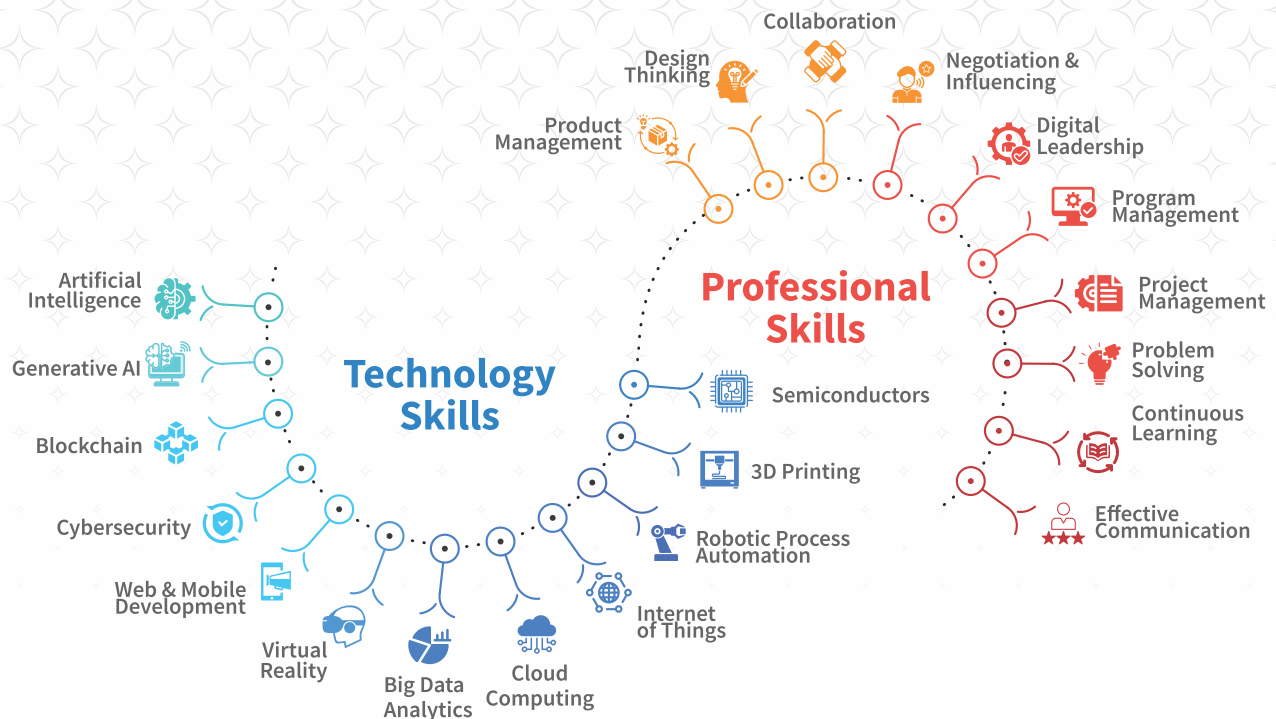 Technology
Skills
Artificial
Intelligence
Generative AI
Blockchain
Cybersecurity
Web & Mobile
Development
Virtual
Reality
Big Data
Analytics
Cloud
Computing
Internet
of Things
Robotic Process
Automation
3D Printing
Semiconductors
Professional
Skills
Product
Management
Design
Thinking
Collaboration
Negotiation &
Influencing
Digital
Leadership
Program
Management
Project
Management
Problem
Solving
Continuous
Learning
Effective
Communication